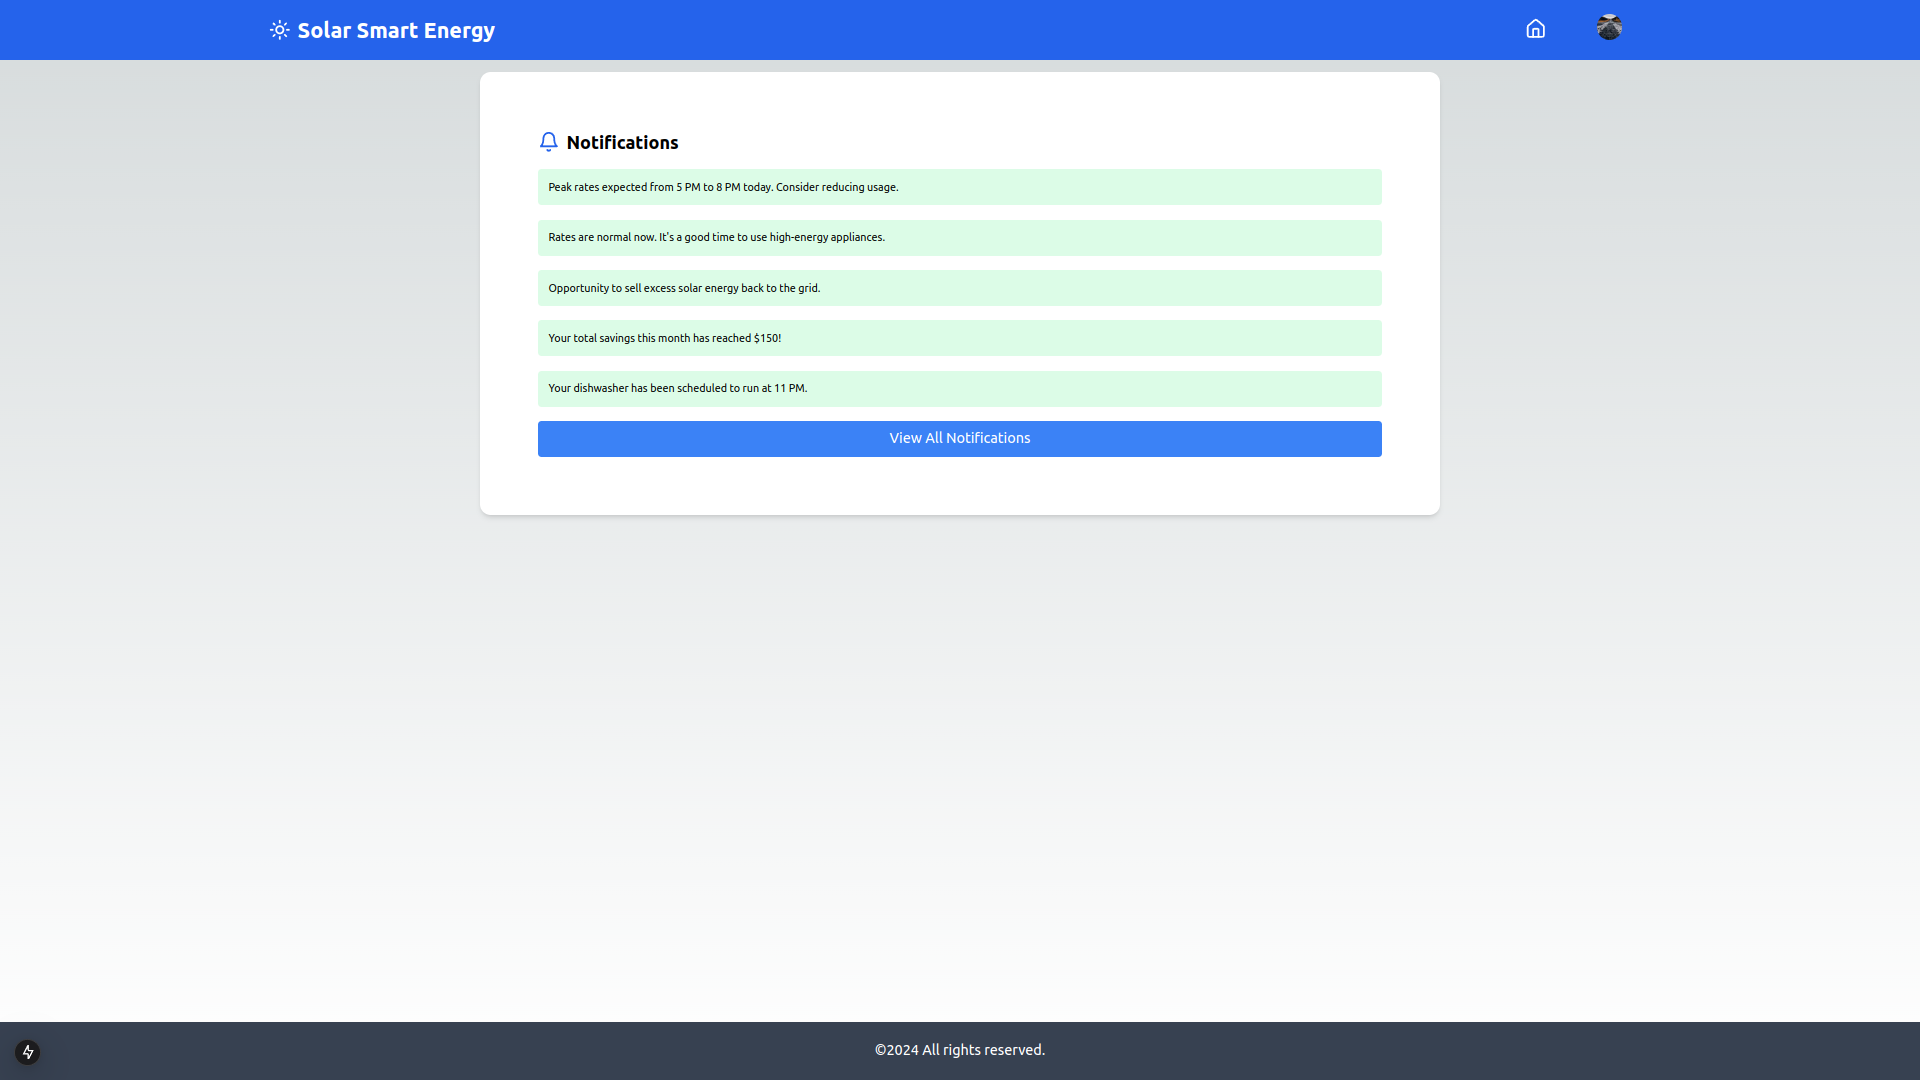 Solar Smart Energy
Notifications
Peak rates expected from 5 PM to 8 PM today. Consider reducing usage.
Rates are normal now. It's a good time to use high-energy appliances.
Opportunity to sell excess solar energy back to the grid.
Your total savings this month has reached $150!
Your dishwasher has been scheduled to run at 11 PM.
View All Notifications
©2024 All rights reserved.